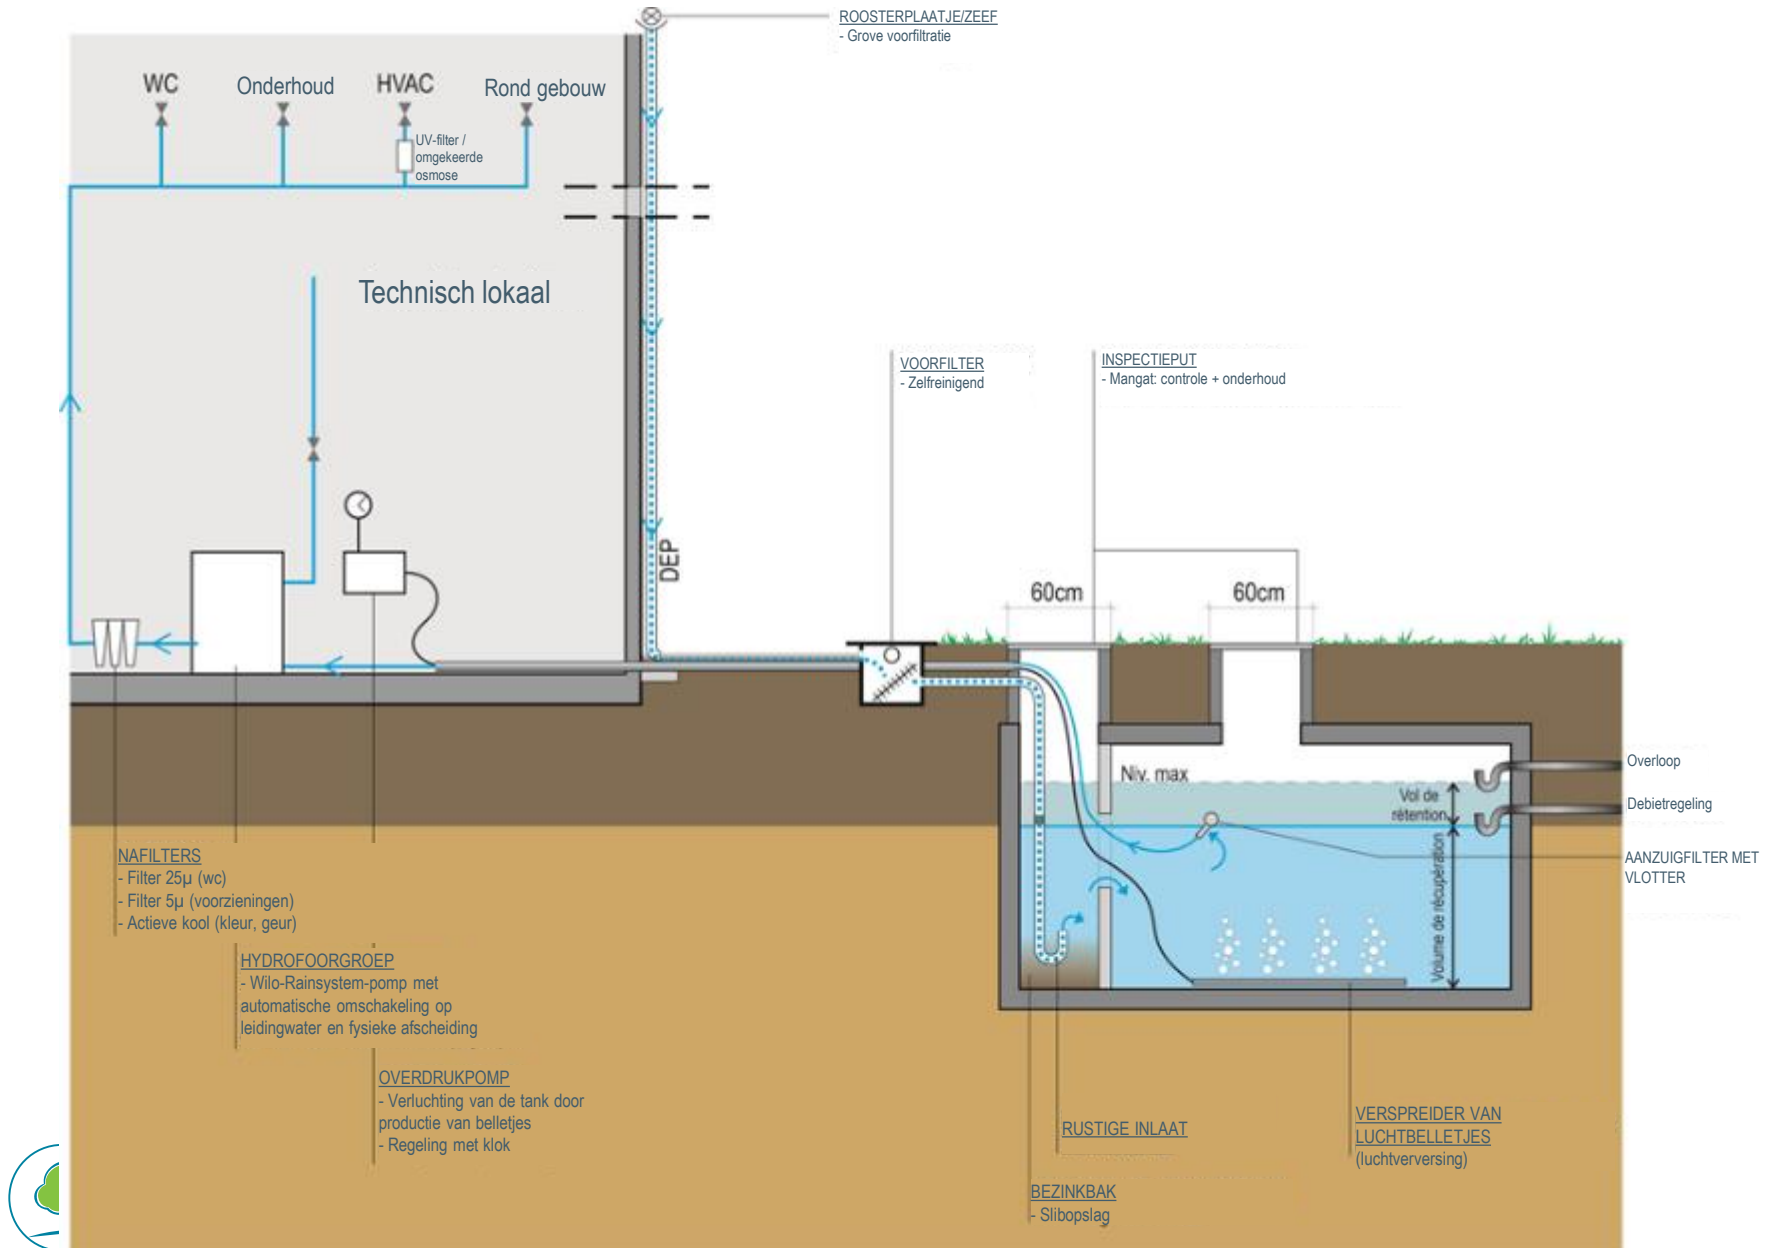 ROOSTERPLAATJE/ZEEF
- Grove voorfiltratie
WC
Onderhoud
HVAC
Rond gebouw
UV-filter /
omgekeerde
osmose
Technisch lokaal
DEP
VOORFILTER
- Zelfreinigend
INSPECTIEPUT
- Mangat: controle + onderhoud
60cm
60cm
Niv. max
Vol de
rétention
Volume de récupération
Overloop
Debietregeling
AANZUIGFILTER MET
VLOTTER
NAFILTERS
- Filter 25µ (wc)
- Filter 5µ (voorzieningen)
- Actieve kool (kleur, geur)
HYDROFOORGROEP
- Wilo-Rainsystem-pomp met
automatische omschakeling op
leidingwater en fysieke afscheiding
OVERDRUKPOMP
- Verluchting van de tank door
productie van belletjes
- Regeling met klok
RUSTIGE INLAAT
BEZINKBAK
- Slibopslag
VERSPREIDER VAN
LUCHTBELLETJES
(luchtverversing)